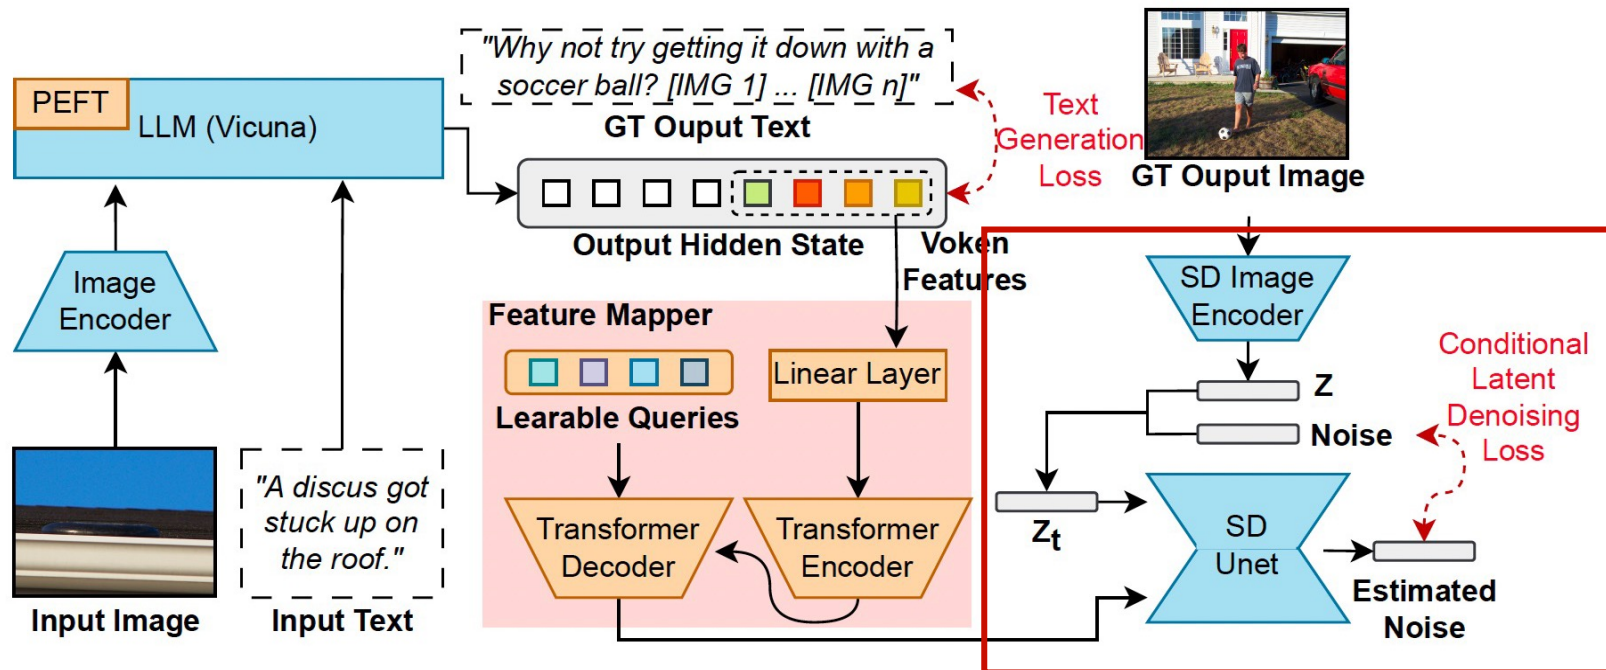 PEFT
LLM (Vicuna)
Image
Encoder
Input Image
"A discus got
stuck up on
the roof."
Input Text
"Why not try getting it down with a
soccer ball? [IMG 1] ... [IMG n]"
GT Ouput Text
Text
Generation
Loss
Output Hidden State
Voken
Features
Feature Mapper
Learable Queries
Linear Layer
Transformer
Decoder
Transformer
Encoder
GT Ouput Image
SD Image
Encoder
Z
Noise
Conditional
Latent
Denoising
Loss
Zt
SD
Unet
Estimated
Noise